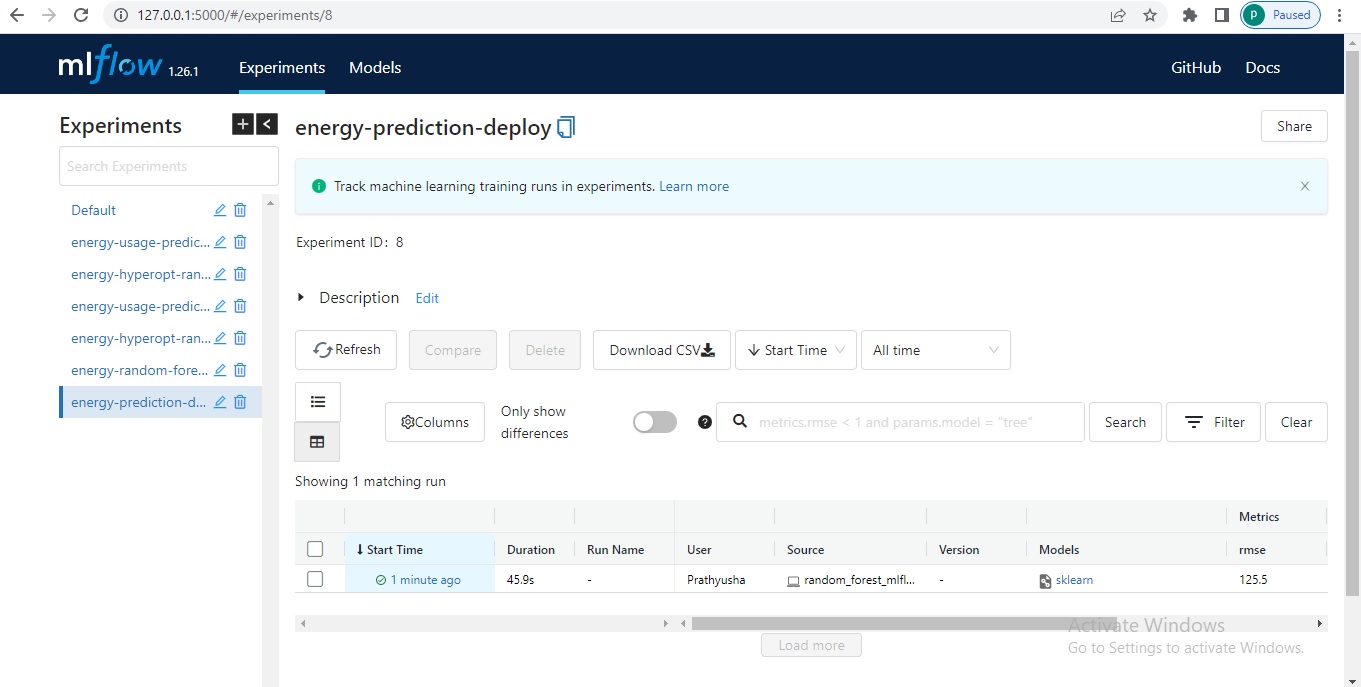 127.0.0.1:5000/#/experiments/8
P Paused
mlflow 1.26.1 Experiments Models GitHub Docs
Experiments + <
energy-prediction-deploy
Share
Search Experiments
Track machine learning training runs in experiments. Learn more
Default
energy-usage-predic...
energy-hyperopt-ran...
energy-usage-predic...
energy-hyperopt-ran...
energy-random-fore...
energy-prediction-d...
Experiment ID: 8
Description Edit
Refresh Compare Delete Download CSV Start Time All time
Columns Only show differences ? metrics.rmse < 1 and params.model = "tree" Search Filter Clear
Showing 1 matching run
Metrics
Start Time Duration Run Name User Source Version Models rmse
1 minute ago 45.9s - Prathyusha random_forest_mlfl... - sklearn 125.5
Load more
Activate Windows
Go to Settings to activate Windows.